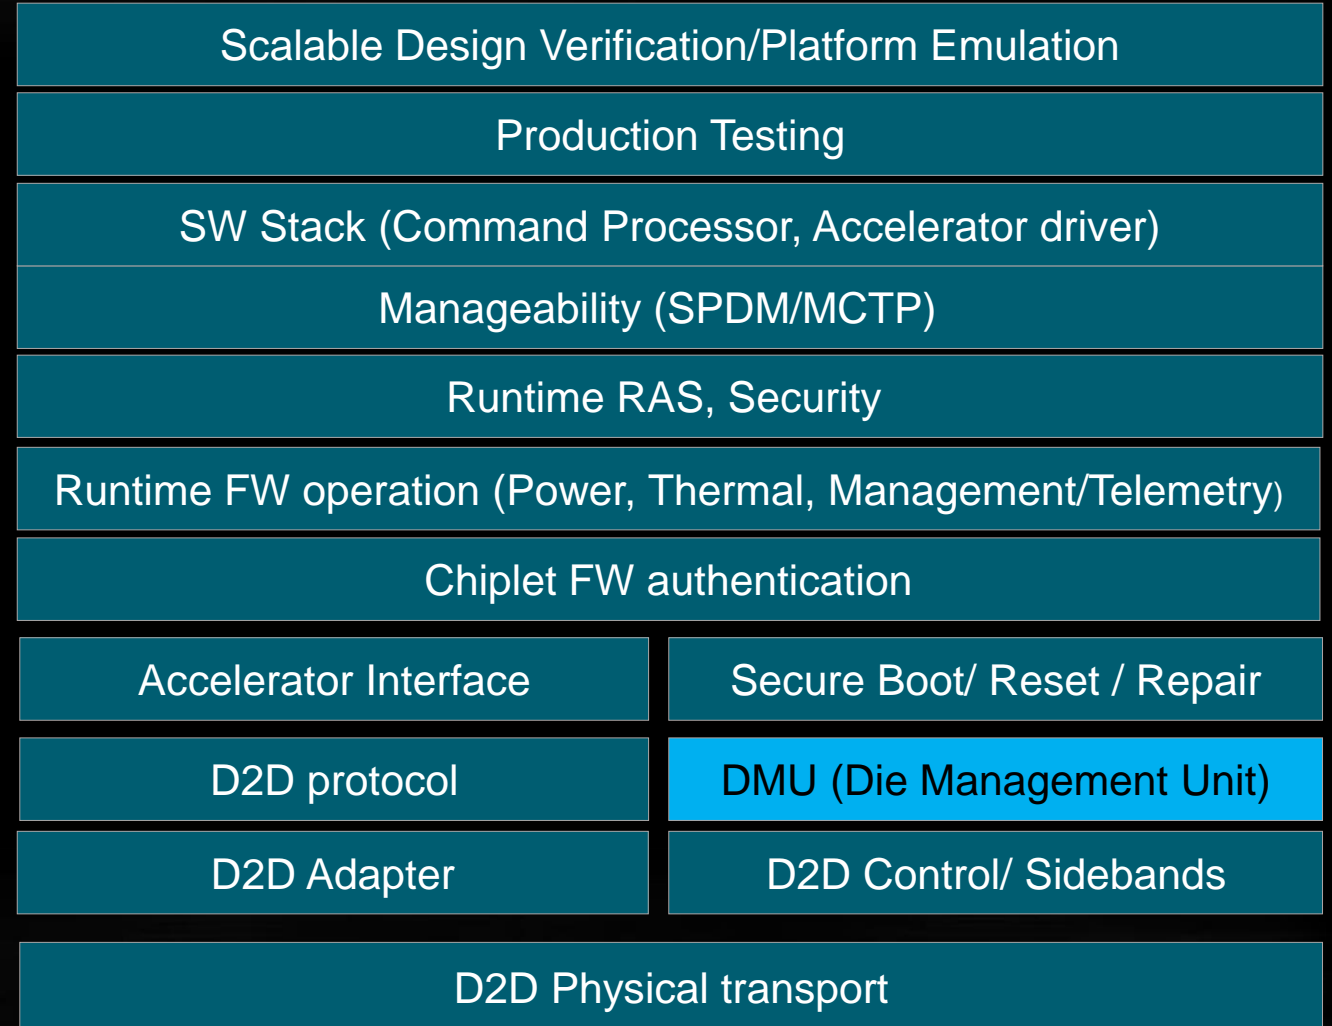 Scalable Design Verification/Platform Emulation
Production Testing
SW Stack (Command Processor, Accelerator driver)
Manageability (SPDM/MCTP)
Runtime RAS, Security
Runtime FW operation (Power, Thermal, Management/Telemetry)
Chiplet FW authentication
Accelerator Interface
Secure Boot/ Reset / Repair
D2D protocol
DMU (Die Management Unit)
D2D Adapter
D2D Control/ Sidebands
D2D Physical transport